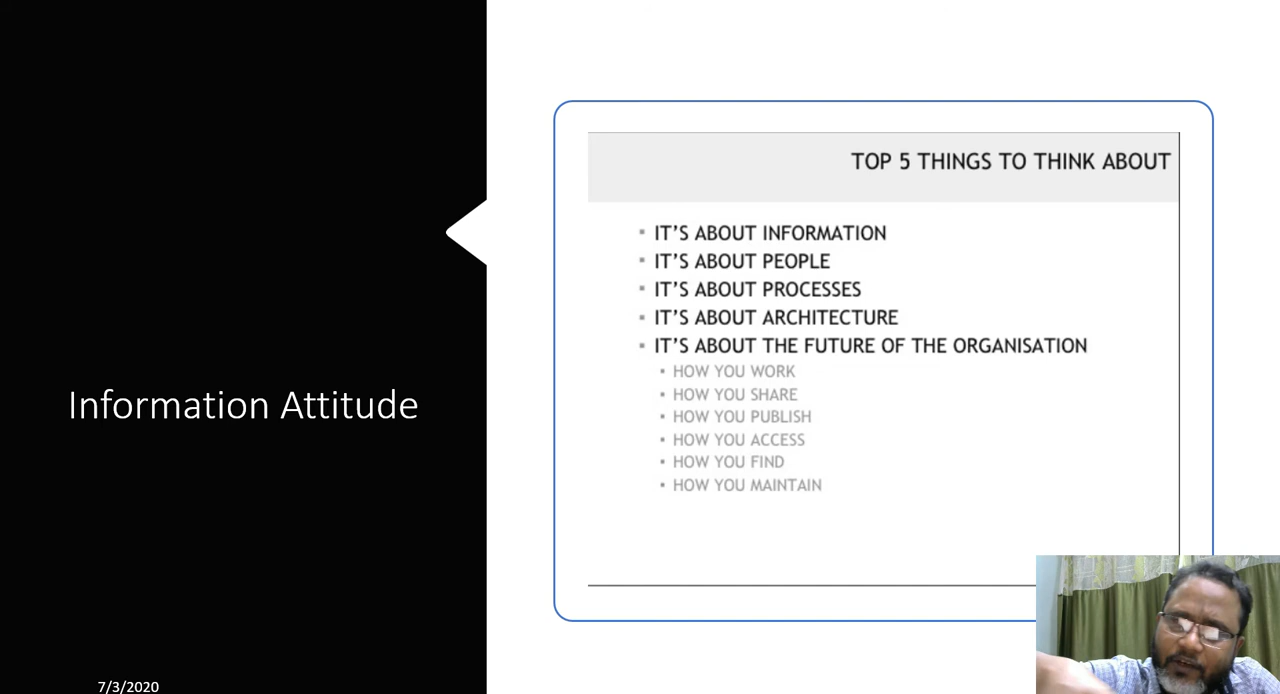 Information Attitude
TOP 5 THINGS TO THINK ABOUT
IT'S ABOUT INFORMATION
IT'S ABOUT PEOPLE
IT'S ABOUT PROCESSES
IT'S ABOUT ARCHITECTURE
IT'S ABOUT THE FUTURE OF THE ORGANISATION
HOW YOU WORK
HOW YOU SHARE
HOW YOU PUBLISH
HOW YOU ACCESS
HOW YOU FIND
HOW YOU MAINTAIN
7/3/2020